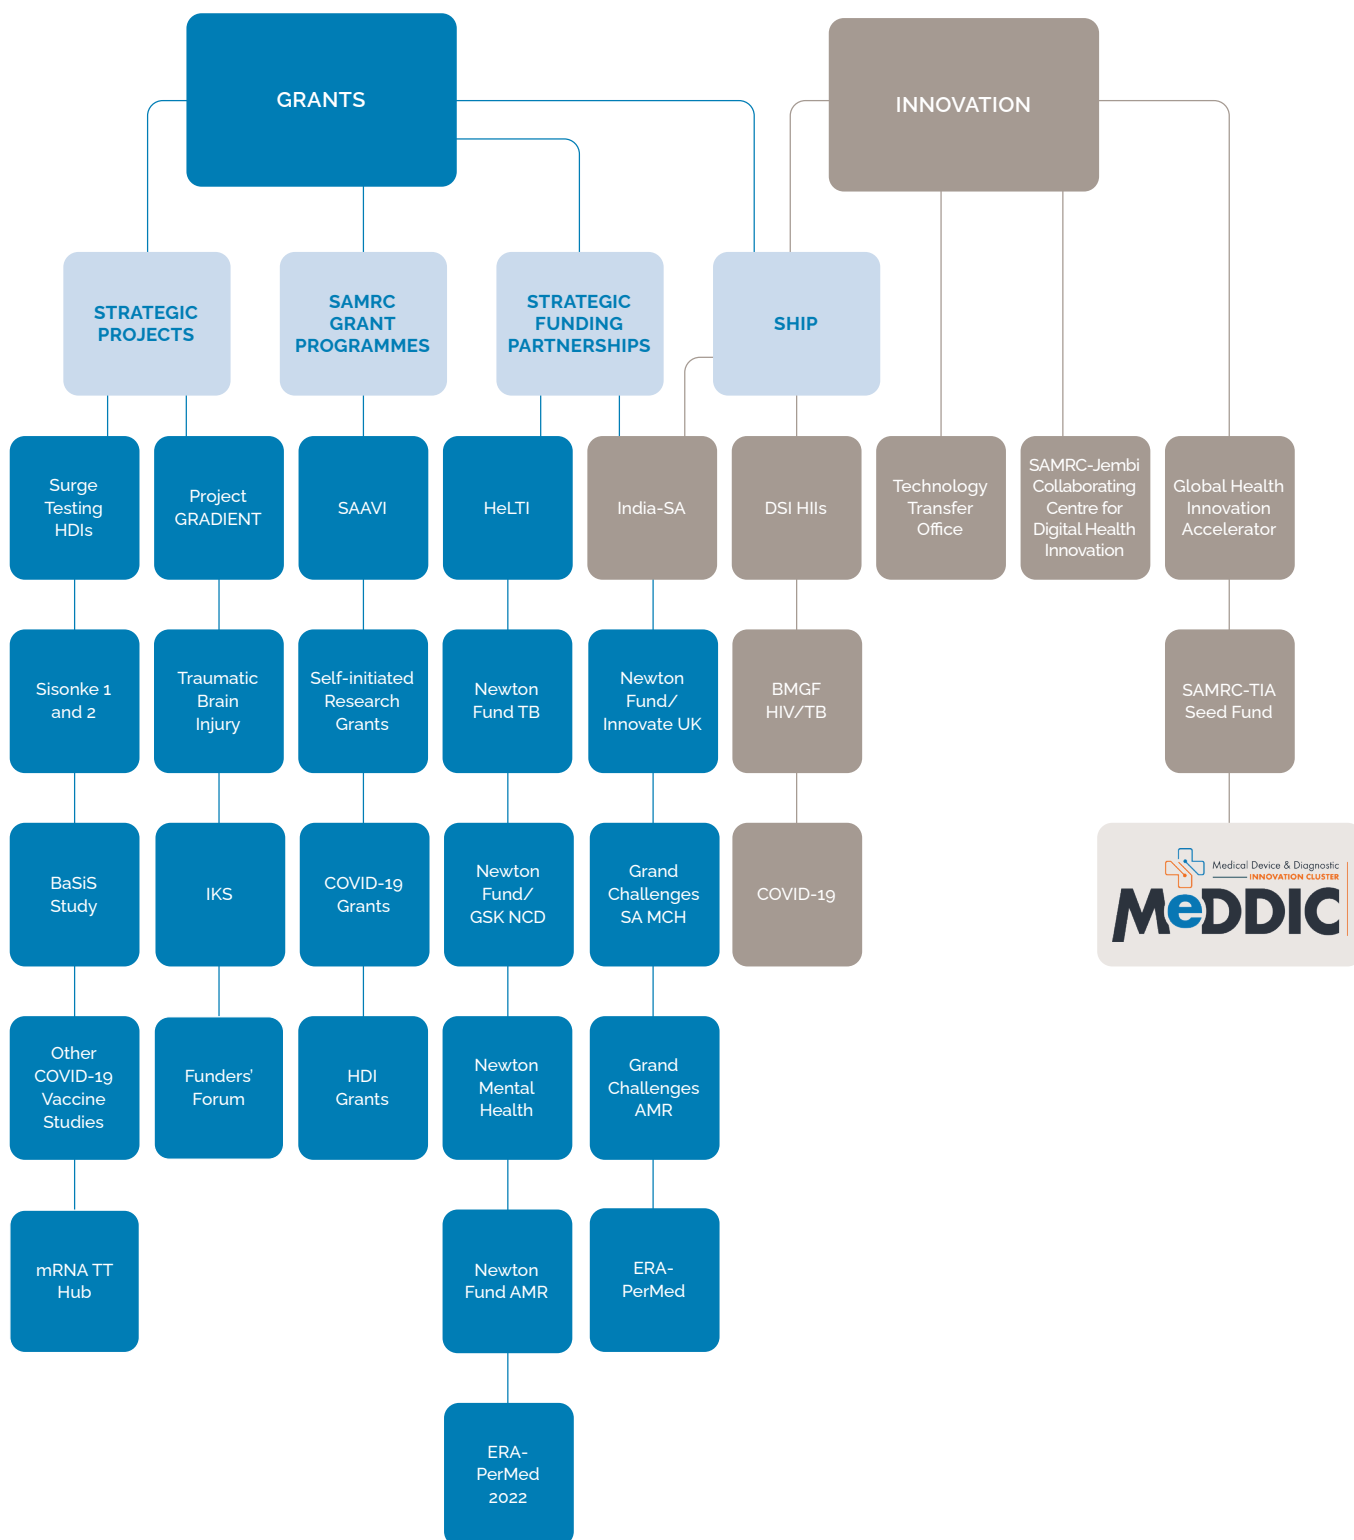 GRANTS
INNOVATION
STRATEGIC
PROJECTS
SAMRC
GRANT
PROGRAMMES
STRATEGIC
FUNDING
PARTNERSHIPS
SHIP
Surge
Testing
HDIs
Project
GRADIENT
SAAVI
HeLTI
India-SA
DSI HIIs
Technology
Transfer
Office
SAMRC-Jembi
Collaborating
Centre for
Digital Health
Innovation
Global Health
Innovation
Accelerator
Sisonke 1
and 2
Traumatic
Brain
Injury
Self-initiated
Research
Grants
Newton
Fund TB
Newton
Fund/
Innovate UK
BMGF
HIV/TB
SAMRC-TIA
Seed Fund
BaSiS
Study
IKS
COVID-19
Grants
Newton
Fund/
GSK NCD
Grand
Challenges
SA MCH
COVID-19
Medical Device & Diagnostic
INNOVATION CLUSTER
MeDDIC
Other
COVID-19
Vaccine
Studies
Funders’
Forum
HDI
Grants
Newton
Mental
Health
Grand
Challenges
AMR
mRNA TT
Hub
Newton
Fund AMR
ERA-
PerMed
ERA-
PerMed
2022